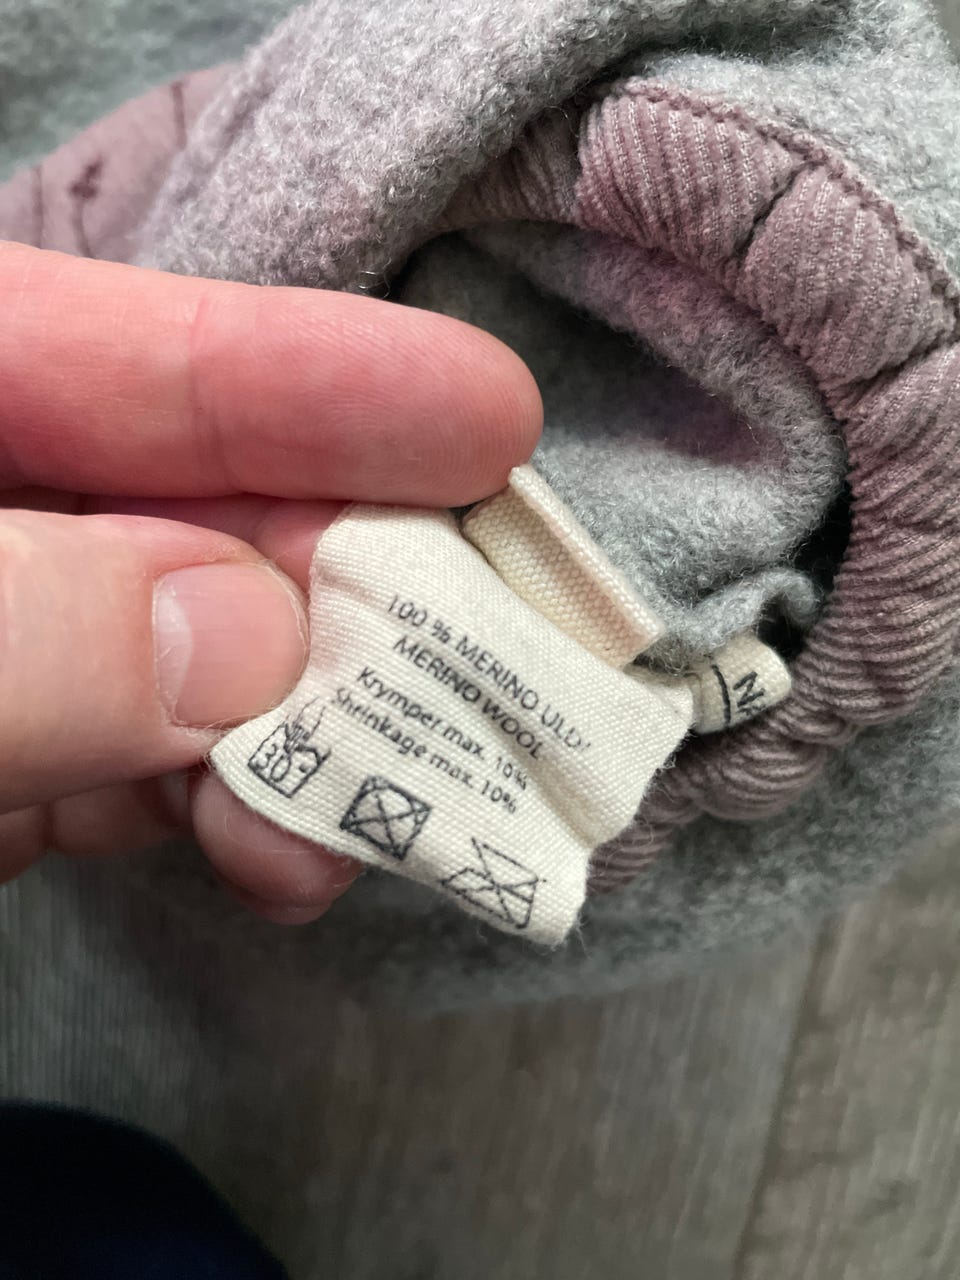 100 % MERINO ULD/
MERINO WOOL
Krymper max. 10%
Shrinkage max. 10%
30°